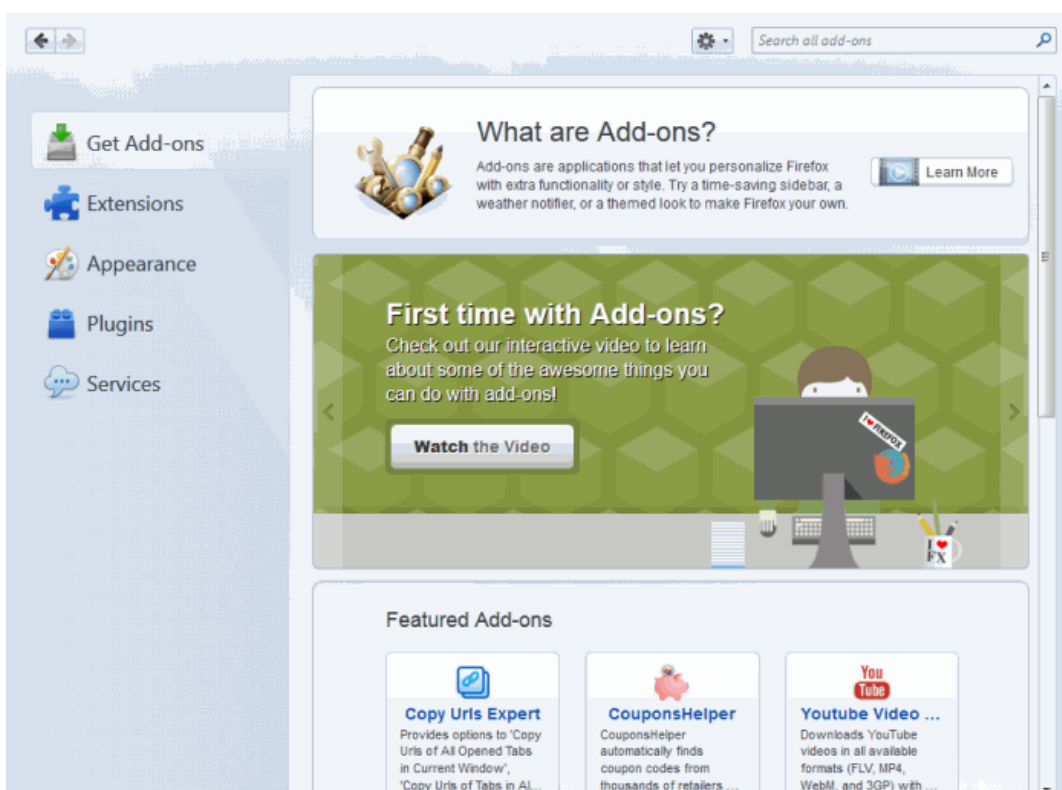 Search all add-ons
Get Add-ons
Extensions
Appearance
Plugins
Services
What are Add-ons?
Add-ons are applications that let you personalize Firefox
with extra functionality or style. Try a time-saving sidebar, a
weather notifier, or a themed look to make Firefox your own.
Learn More
First time with Add-ons?
Check out our interactive video to learn
about some of the awesome things you
can do with add-ons!
Watch the Video
I ♥ FIREFOX
I ♥
FX
Featured Add-ons
Copy Urls Expert
Provides options to 'Copy
Urls of All Opened Tabs
in Current Window',
'Copy Urls of Tabs in Al...
CouponsHelper
CouponsHelper
automatically finds
coupon codes from
thousands of retailers ...
You
Tube
Youtube Video ...
Downloads YouTube
videos in all available
formats (FLV, MP4,
WebM, and 3GP) with ...